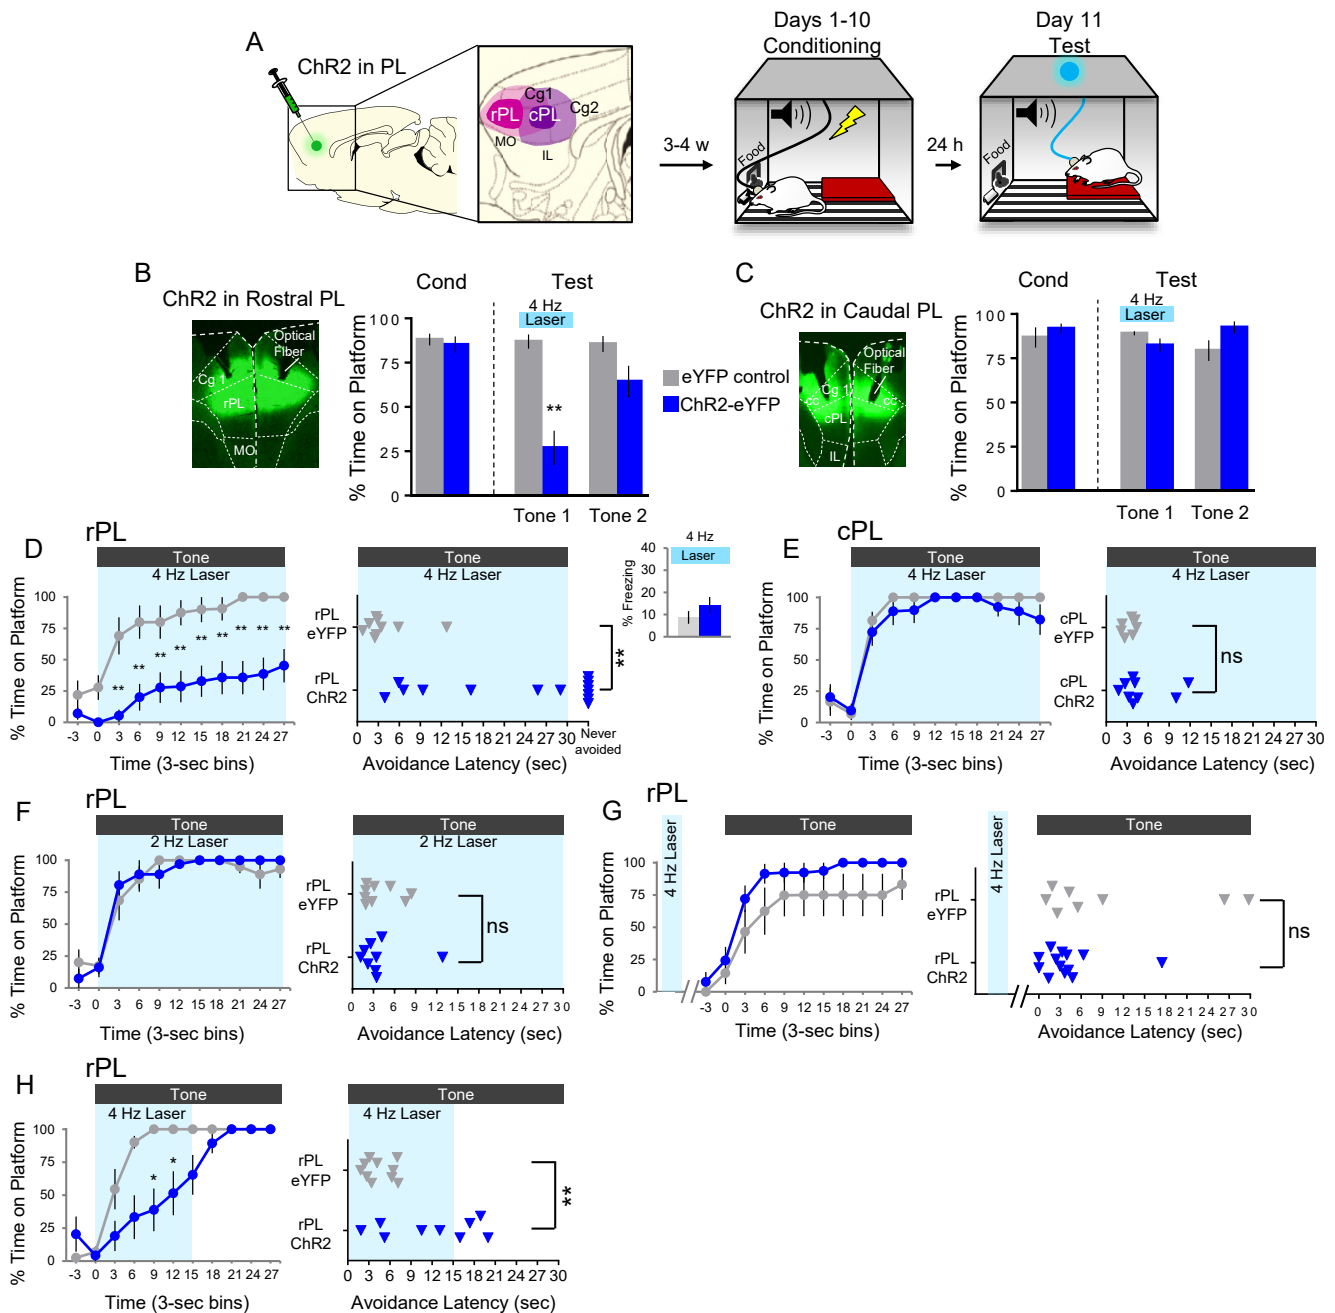 A
ChR2 in PL
Cg1
rPL
cPL
Cg2
MO
IL
3-4 w
Days 1-10
Conditioning
Food
24 h
Day 11
Test
Food
B
ChR2 in Rostral PL
Optical
Fiber
Cg 1
rPL
MO
Cond
Test
4 Hz
Laser
% Time on Platform
100
75
50
25
0
**
Tone 1
Tone 2
eYFP control
ChR2-eYFP
C
ChR2 in Caudal PL
Optical
Fiber
Cg 1
cc
cc
cPL
IL
Cond
Test
4 Hz
Laser
% Time on Platform
100
75
50
25
0
Tone 1
Tone 2
D
rPL
Tone
4 Hz Laser
% Time on Platform
100
75
50
25
0
** ** ** ** ** ** ** ** **
-3 0 3 6 9 12 15 18 21 24 27
Time (3-sec bins)
Tone
4 Hz Laser
rPL
eYFP
rPL
ChR2
**
0 3 6 9 12 15 18 21 24 27 30
Never
avoided
Avoidance Latency (sec)
4 Hz
Laser
% Freezing
40
30
20
10
0
E
cPL
Tone
4 Hz Laser
% Time on Platform
100
75
50
25
0
-3 0 3 6 9 12 15 18 21 24 27
Time (3-sec bins)
Tone
4 Hz Laser
cPL
eYFP
cPL
ChR2
ns
0 3 6 9 12 15 18 21 24 27 30
Avoidance Latency (sec)
F
rPL
Tone
2 Hz Laser
% Time on Platform
100
75
50
25
0
-3 0 3 6 9 12 15 18 21 24 27
Time (3-sec bins)
Tone
2 Hz Laser
rPL
eYFP
rPL
ChR2
ns
0 3 6 9 12 15 18 21 24 27 30
Avoidance Latency (sec)
G
rPL
4 Hz Laser
Tone
% Time on Platform
100
75
50
25
0
-3 0 3 6 9 12 15 18 21 24 27
Time (3-sec bins)
4 Hz Laser
Tone
rPL
eYFP
rPL
ChR2
ns
0 3 6 9 12 15 18 21 24 27 30
Avoidance Latency (sec)
H
rPL
Tone
4 Hz Laser
% Time on Platform
100
75
50
25
0
* *
-3 0 3 6 9 12 15 18 21 24 27
Time (3-sec bins)
Tone
4 Hz Laser
rPL
eYFP
rPL
ChR2
**
0 3 6 9 12 15 18 21 24 27 30
Avoidance Latency (sec)